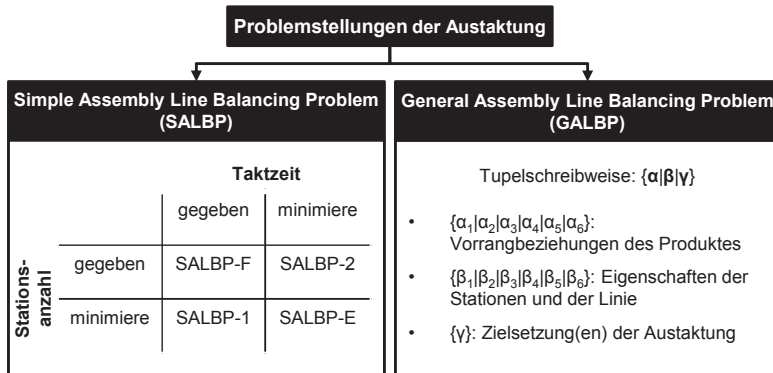 Problemstellungen der Austaktung
Simple Assembly Line Balancing Problem
(SALBP)
Taktzeit
gegeben minimiere
Stations-
anzahl
gegeben SALBP-F SALBP-2
minimiere SALBP-1 SALBP-E
General Assembly Line Balancing Problem
(GALBP)
Tupelschreibweise: {α|β|γ}
• {α₁|α₂|α₃|α₄|α₅|α₆}:
Vorrangbeziehungen des Produktes
• {β₁|β₂|β₃|β₄|β₅|β₆}: Eigenschaften der
Stationen und der Linie
• {γ}: Zielsetzung(en) der Austaktung